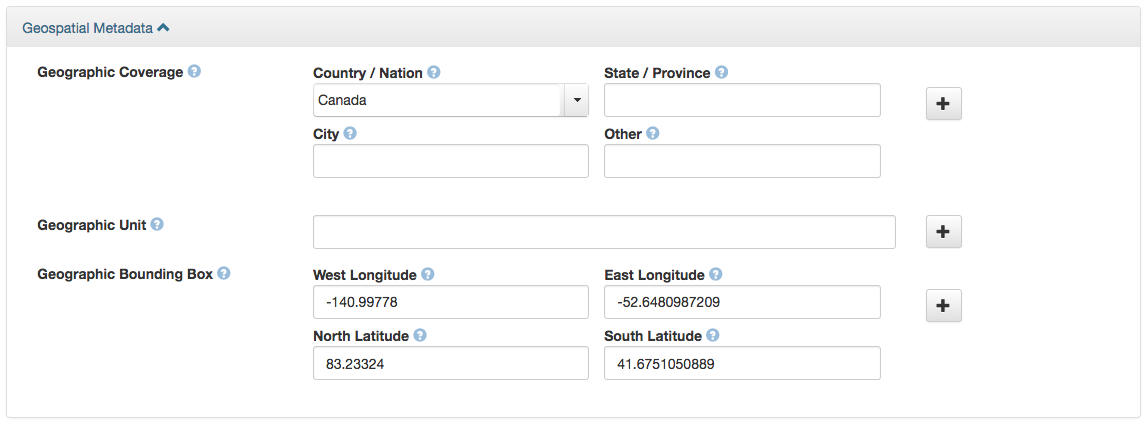 Geospatial Metadata
Geographic Coverage ? Country / Nation ? State / Province ?
Canada
+
City ? Other ?
Geographic Unit ?
+
Geographic Bounding Box ? West Longitude ? East Longitude ?
-140.99778 -52.6480987209
+
North Latitude ? South Latitude ?
83.23324 41.6751050889